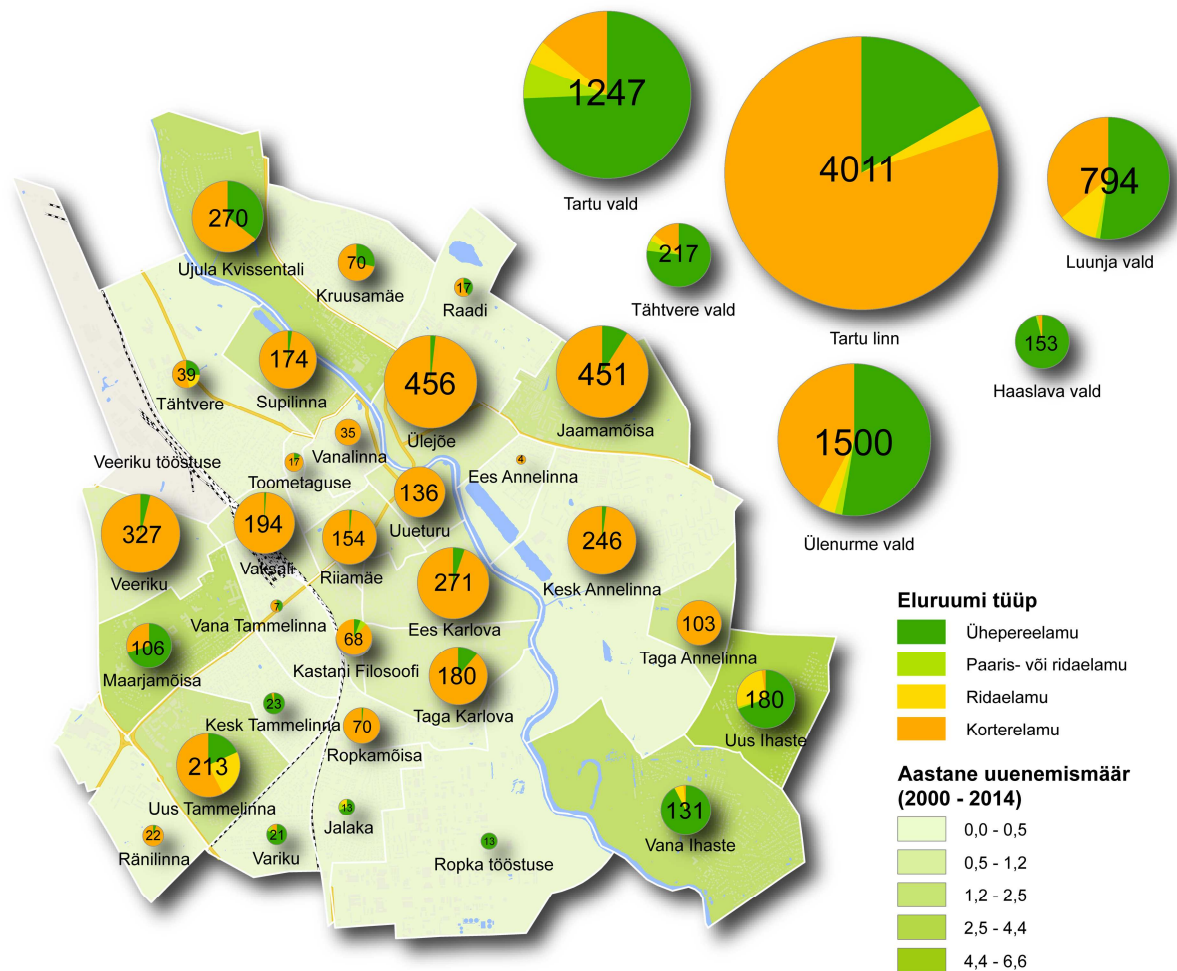 1247
Tartu vald
4011
Tartu linn
794
Luunja vald
217
Tähtvere vald
153
Haaslava vald
1500
Ülenurme vald
270
Ujula Kvissentali
70
Kruusamäe
17
Raadi
39
Tähtvere
174
Supilinna
456
Ülejõe
451
Jaamamõisa
35
Vanalinna
Veeriku tööstuse
17
Toometaguse
4
Ees Annelinna
136
Uueturu
327
Veeriku
194
Vaksali
154
Riiamäe
271
Ees Karlova
246
Kesk Annelinna
7
Vana Tammelinna
68
Kastani Filosoofi
103
Taga Annelinna
106
Maarjamõisa
180
Taga Karlova
180
Uus Ihaste
23
Kesk Tammelinna
70
Ropkamõisa
213
Uus Tammelinna
131
Vana Ihaste
13
Jalaka
22
Ränilinna
21
Variku
13
Ropka tööstuse
Eluruumi tüüp
Ühepereelamu
Paaris- või ridaelamu
Ridaelamu
Korterelamu
Aastane uuenemismäär
(2000 - 2014)
0,0 - 0,5
0,5 - 1,2
1,2 - 2,5
2,5 - 4,4
4,4 - 6,6